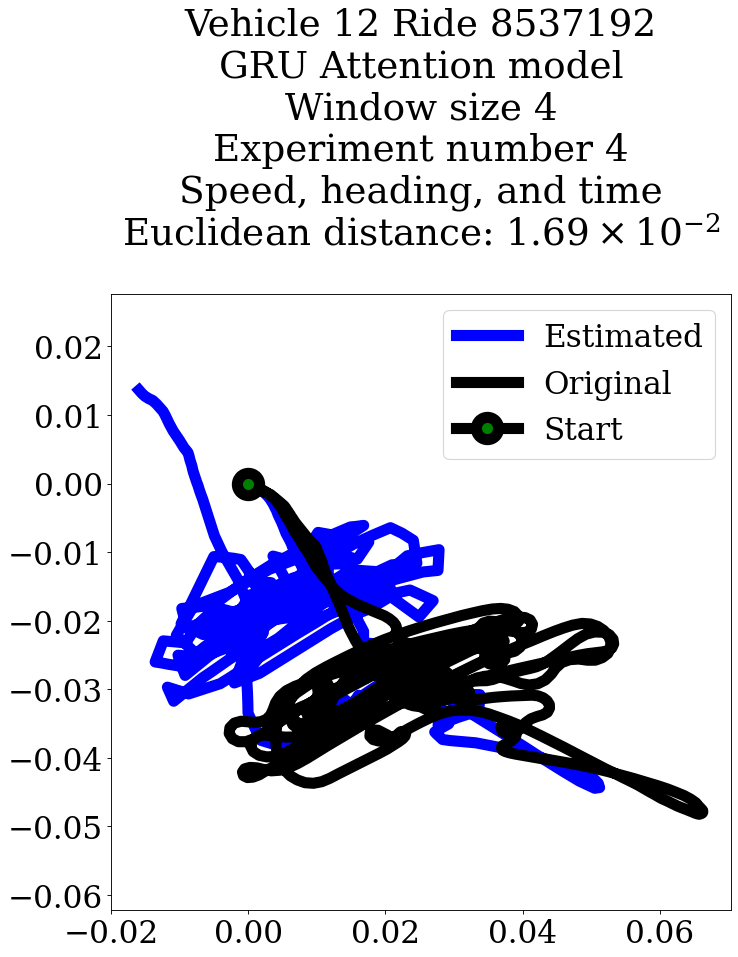 Vehicle 12 Ride 8537192
GRU Attention model
Window size 4
Experiment number 4
Speed, heading, and time
Euclidean distance: 1.69 × 10⁻²
Estimated
Original
Start
0.02
0.01
0.00
−0.01
−0.02
−0.03
−0.04
−0.05
−0.06
−0.02 0.00 0.02 0.04 0.06